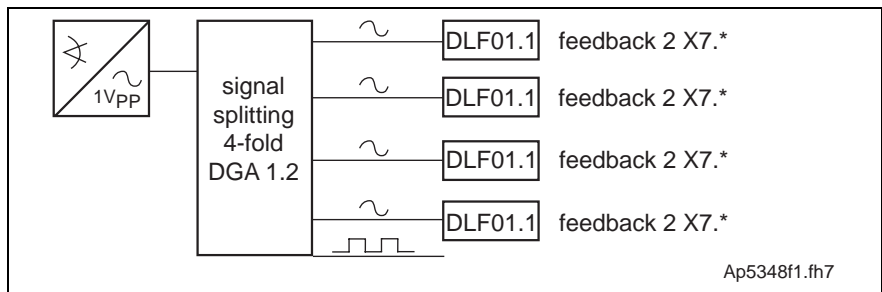 1VPP
signal
splitting
4-fold
DGA 1.2
DLF01.1 feedback 2 X7.*
DLF01.1 feedback 2 X7.*
DLF01.1 feedback 2 X7.*
DLF01.1 feedback 2 X7.*
Ap5348f1.fh7